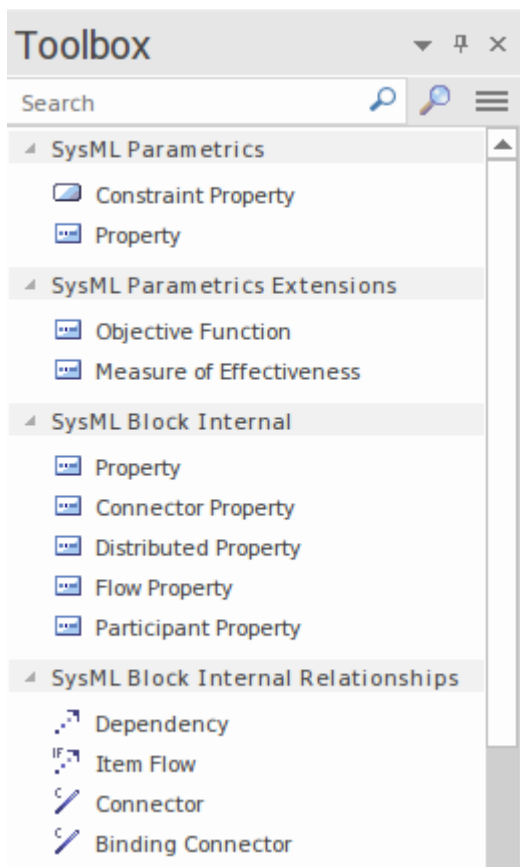 Toolbox
Search
SysML Parametrics
Constraint Property
Property
SysML Parametrics Extensions
Objective Function
Measure of Effectiveness
SysML Block Internal
Property
Connector Property
Distributed Property
Flow Property
Participant Property
SysML Block Internal Relationships
Dependency
IF Item Flow
C Connector
C Binding Connector